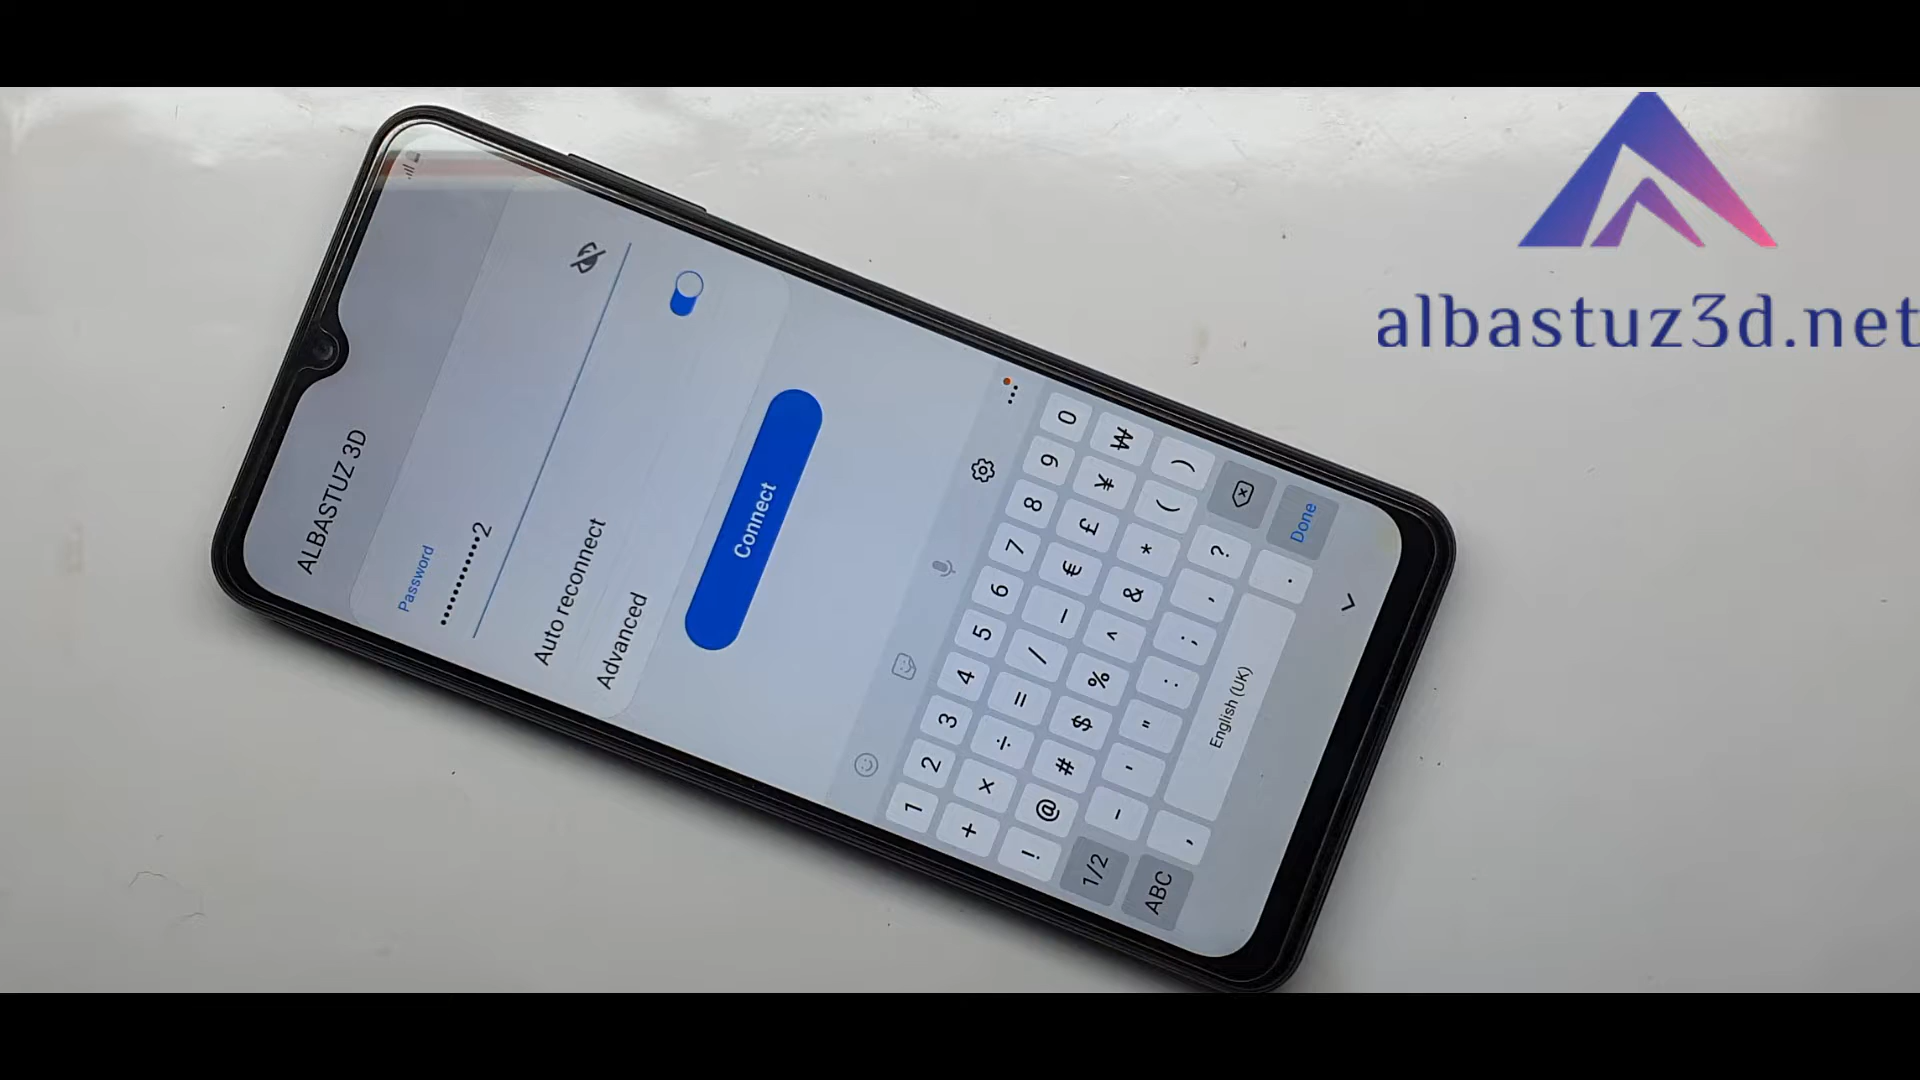 albastuz3d.net
ALBASTUZ 3D
Password
••••••••••2
Auto reconnect
Advanced
Connect
1 2 3 4 5 6 7 8 9 0
+ × ÷ = / _ € £ ¥ ₩
! @ # $ % ^ & * ( )
1/2 - ' " : ; , ?
ABC , English (UK) . Done